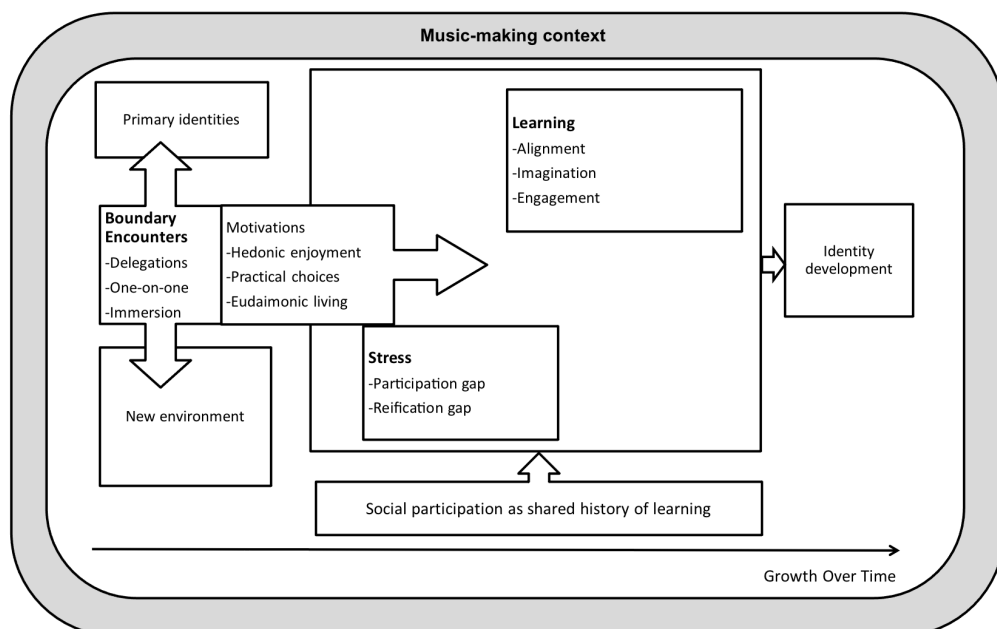 Music-making context
Primary identities
Boundary
Encounters
-Delegations
-One-on-one
-Immersion
Motivations
-Hedonic enjoyment
-Practical choices
-Eudaimonic living
New environment
Learning
-Alignment
-Imagination
-Engagement
Stress
-Participation gap
-Reification gap
Identity
development
Social participation as shared history of learning
Growth Over Time